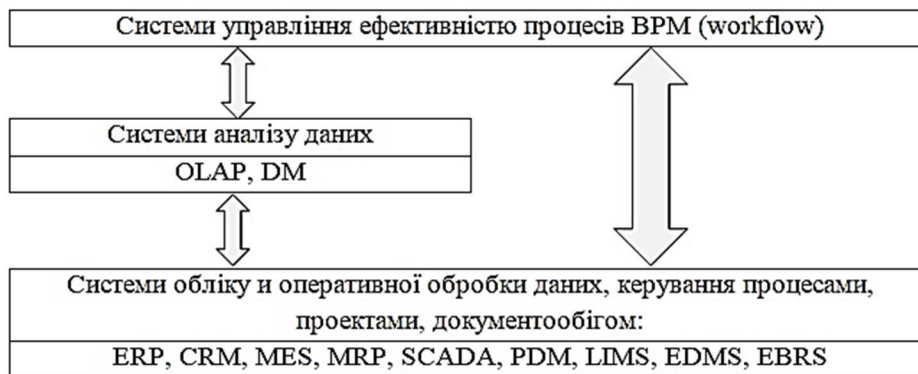 Системи управління ефективністю процесів BPM (workflow)
Системи аналізу даних
OLAP, DM
Системи обліку и оперативної обробки даних, керування процесами,
проектами, документообігом:
ERP, CRM, MES, MRP, SCADA, PDM, LIMS, EDMS, EBRS